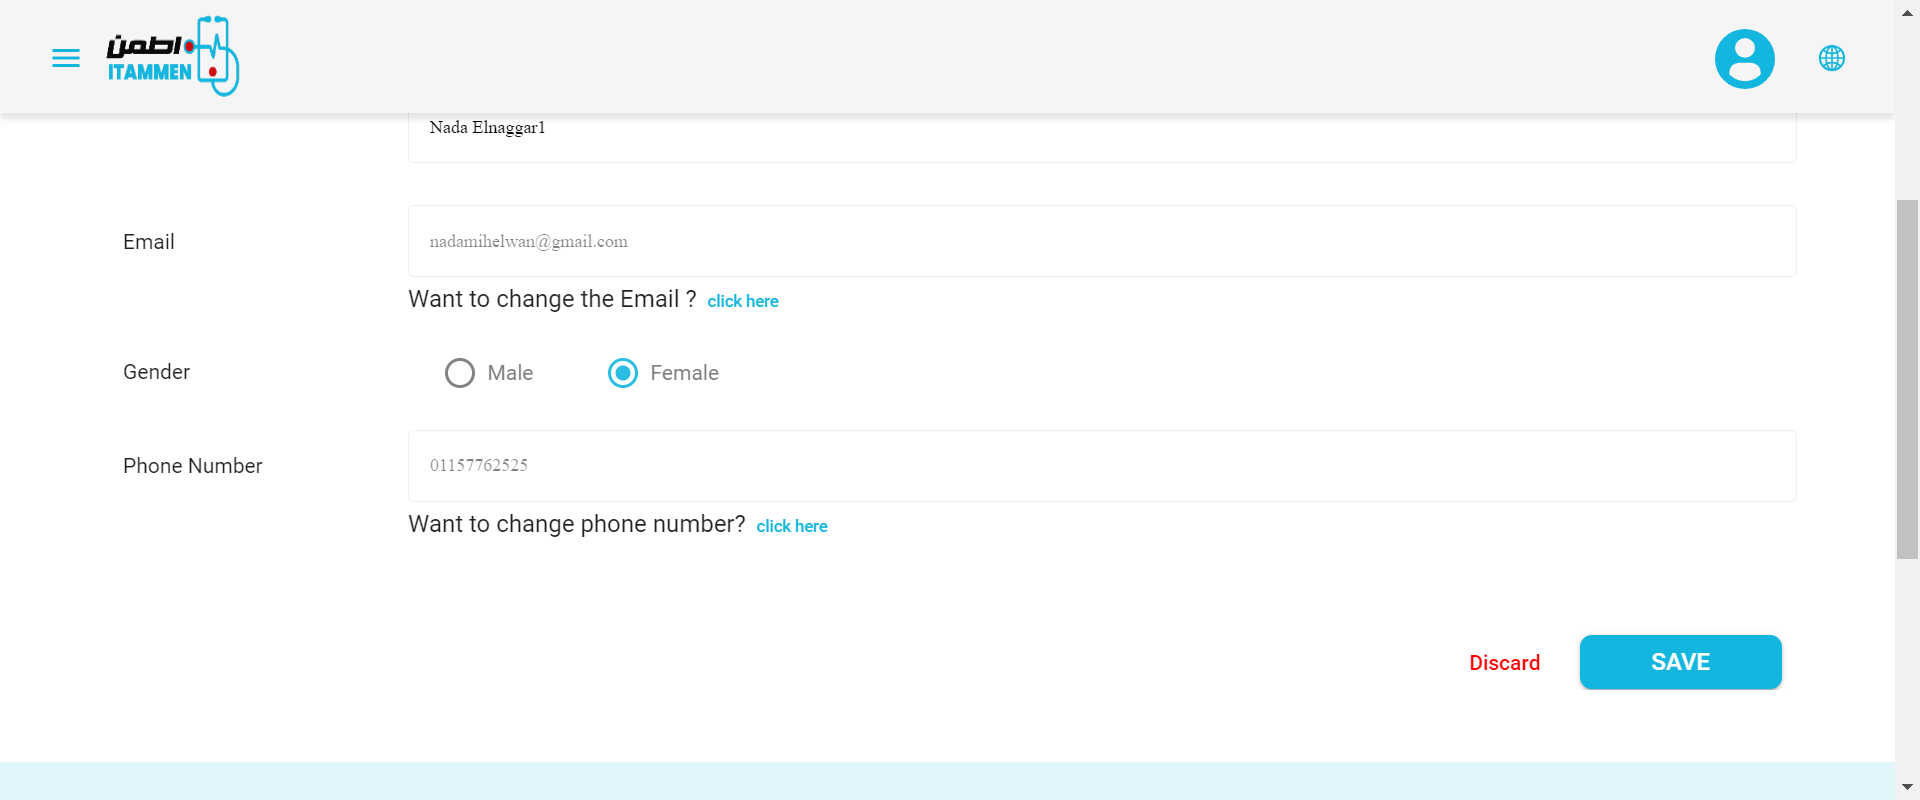 اطمن
ITAMMEN
Nada Elnaggar1
Email
nadamihelwan@gmail.com
Want to change the Email ? click here
Gender
Male
Female
Phone Number
01157762525
Want to change phone number? click here
Discard
SAVE